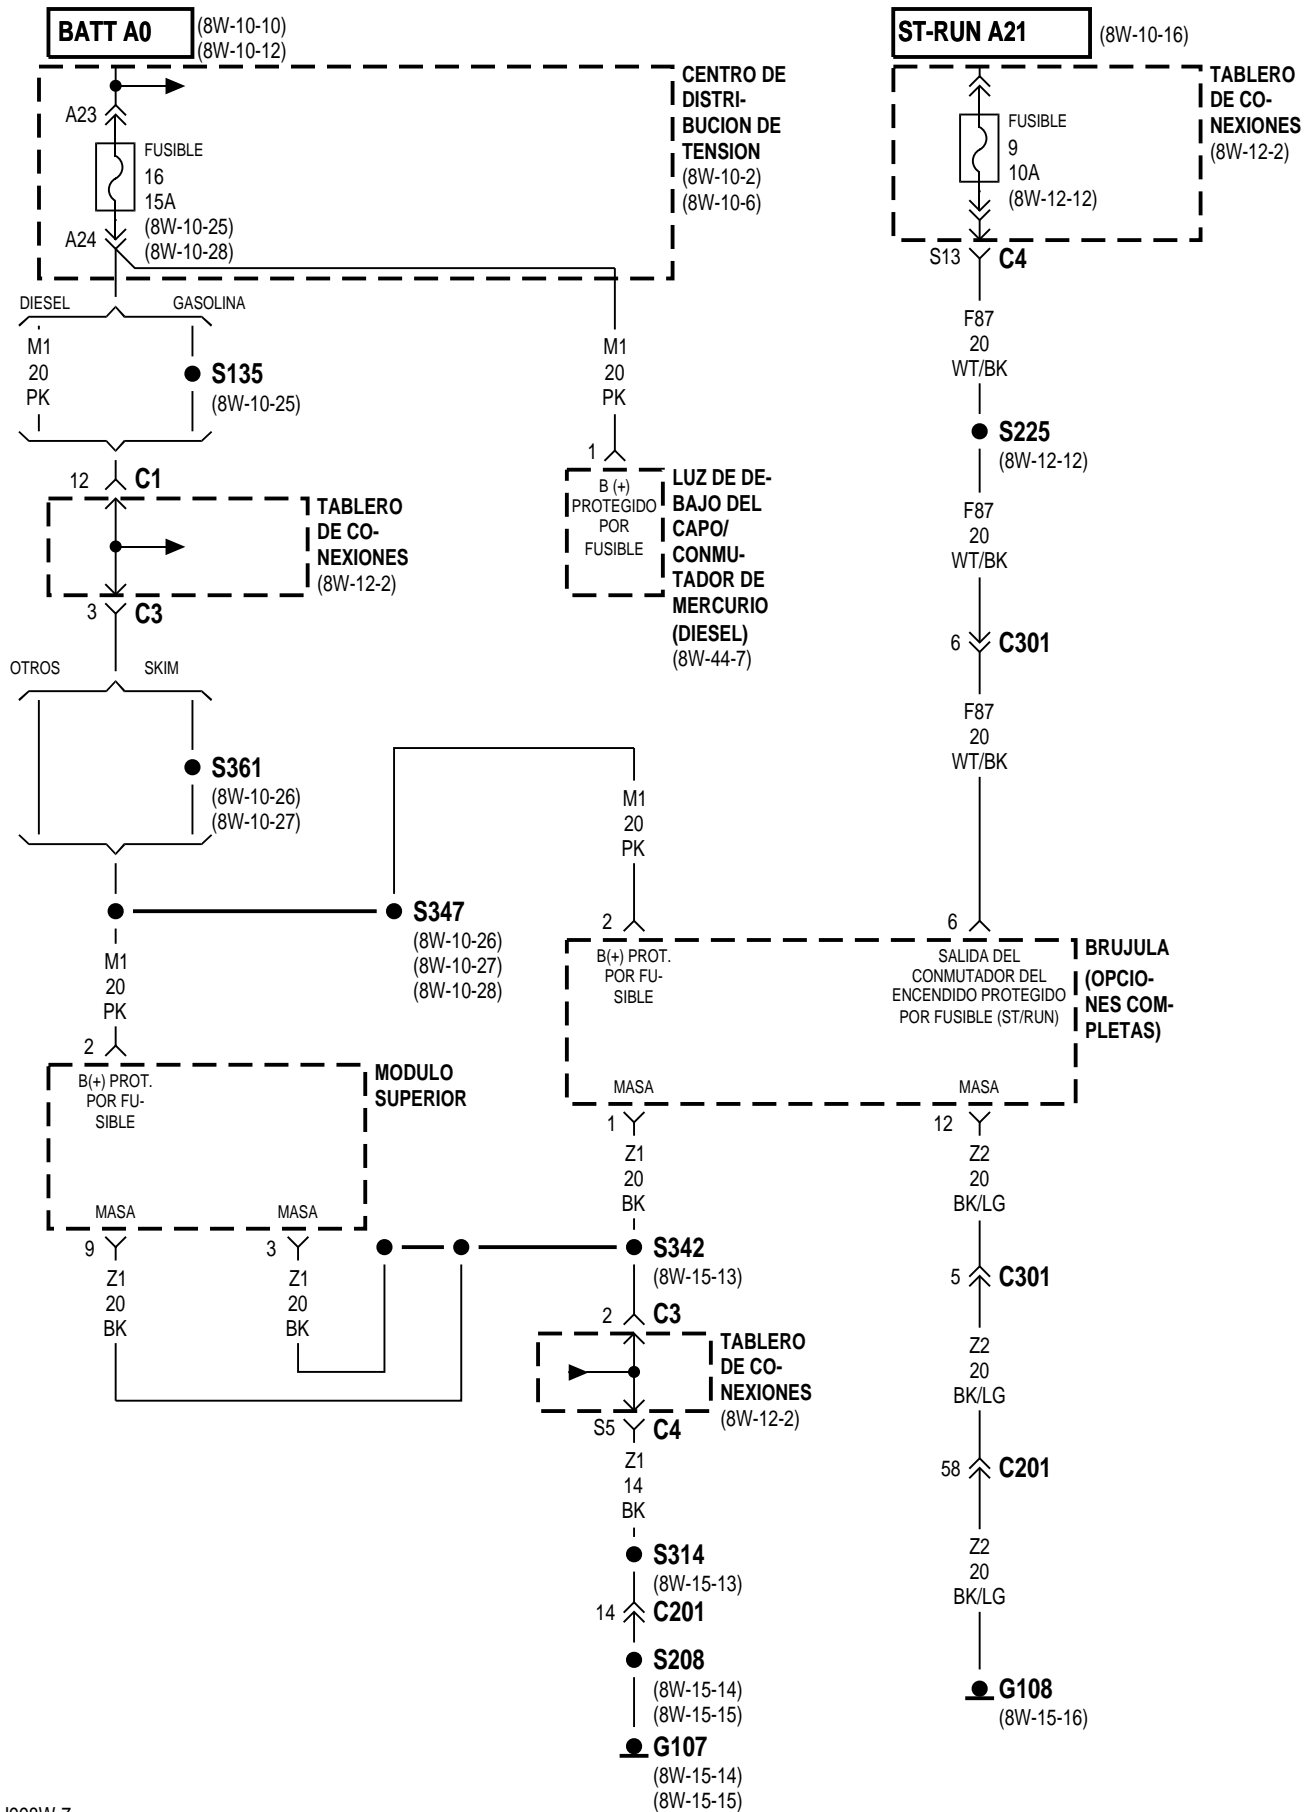 BATT A0
(8W-10-10)
(8W-10-12)
ST-RUN A21
(8W-10-16)
CENTRO DE
DISTRI-
BUCION DE
TENSION
(8W-10-2)
(8W-10-6)
A23
FUSIBLE
16
15A
(8W-10-25)
(8W-10-28)
A24
TABLERO
DE CO-
NEXIONES
(8W-12-2)
FUSIBLE
9
10A
(8W-12-12)
S13
C4
DIESEL
GASOLINA
M1
20
PK
S135
(8W-10-25)
M1
20
PK
F87
20
WT/BK
S225
(8W-12-12)
12
C1
TABLERO
DE CO-
NEXIONES
(8W-12-2)
3
C3
1
B (+)
PROTEGIDO
POR
FUSIBLE
LUZ DE DE-
BAJO DEL
CAPO/
CONMU-
TADOR DE
MERCURIO
(DIESEL)
(8W-44-7)
F87
20
WT/BK
6
C301
F87
20
WT/BK
OTROS
SKIM
S361
(8W-10-26)
(8W-10-27)
M1
20
PK
S347
(8W-10-26)
(8W-10-27)
(8W-10-28)
M1
20
PK
2
B(+) PROT.
POR FU-
SIBLE
6
SALIDA DEL
CONMUTADOR DEL
ENCENDIDO PROTEGIDO
POR FUSIBLE (ST/RUN)
BRUJULA
(OPCIO-
NES COM-
PLETAS)
2
B(+) PROT.
POR FU-
SIBLE
MODULO
SUPERIOR
MASA
MASA
1
12
Z1
20
BK
Z2
20
BK/LG
MASA
MASA
9
3
Z1
20
BK
Z1
20
BK
S342
(8W-15-13)
5
C301
2
C3
TABLERO
DE CO-
NEXIONES
(8W-12-2)
S5
C4
Z2
20
BK/LG
Z1
14
BK
58
C201
S314
(8W-15-13)
14
C201
Z2
20
BK/LG
S208
(8W-15-14)
(8W-15-15)
G108
(8W-15-16)
G107
(8W-15-14)
(8W-15-15)